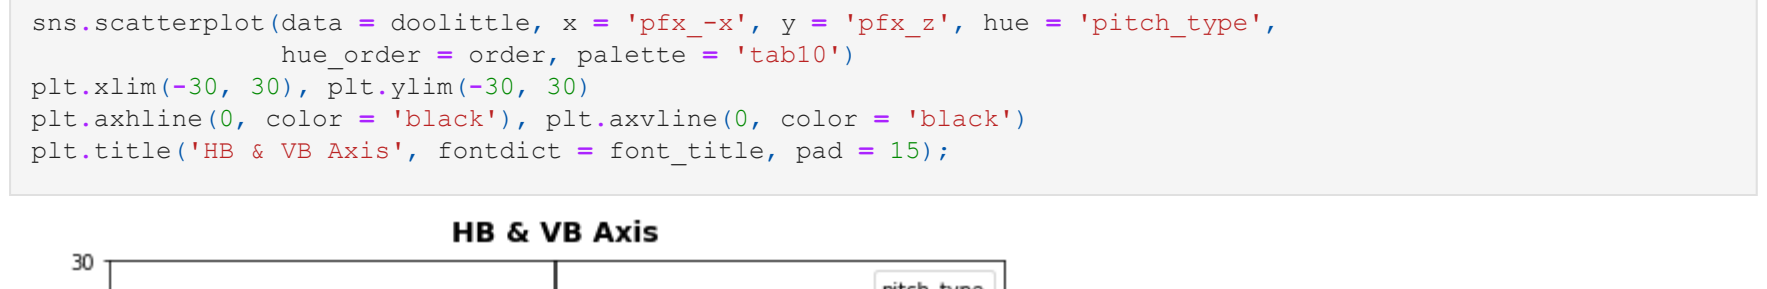 sns.scatterplot(data = doolittle, x = 'pfx_-x', y = 'pfx_z', hue = 'pitch_type',
                hue_order = order, palette = 'tab10')
plt.xlim(-30, 30), plt.ylim(-30, 30)
plt.axhline(0, color = 'black'), plt.axvline(0, color = 'black')
plt.title('HB & VB Axis', fontdict = font_title, pad = 15);
HB & VB Axis
30
pitch_type